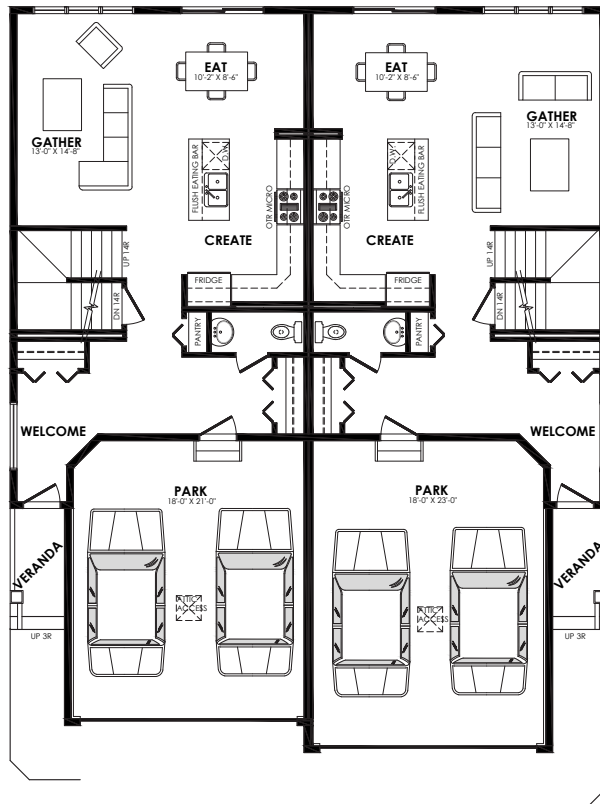 EAT
10'-2" X 8'-6"
EAT
10'-2" X 8'-6"
GATHER
13'-0" X 14'-8"
GATHER
13'-0" X 14'-8"
FLUSH EATING BAR
D.W.
OTR MICRO
OTR MICRO
D.W.
FLUSH EATING BAR
CREATE
CREATE
UP 14R
UP 14R
FRIDGE
FRIDGE
DN 14R
DN 14R
PANTRY
PANTRY
WELCOME
WELCOME
PARK
18'-0" X 21'-0"
PARK
18'-0" X 23'-0"
VERANDA
VERANDA
ATTIC
ACCESS
ATTIC
ACCESS
UP 3R
UP 3R